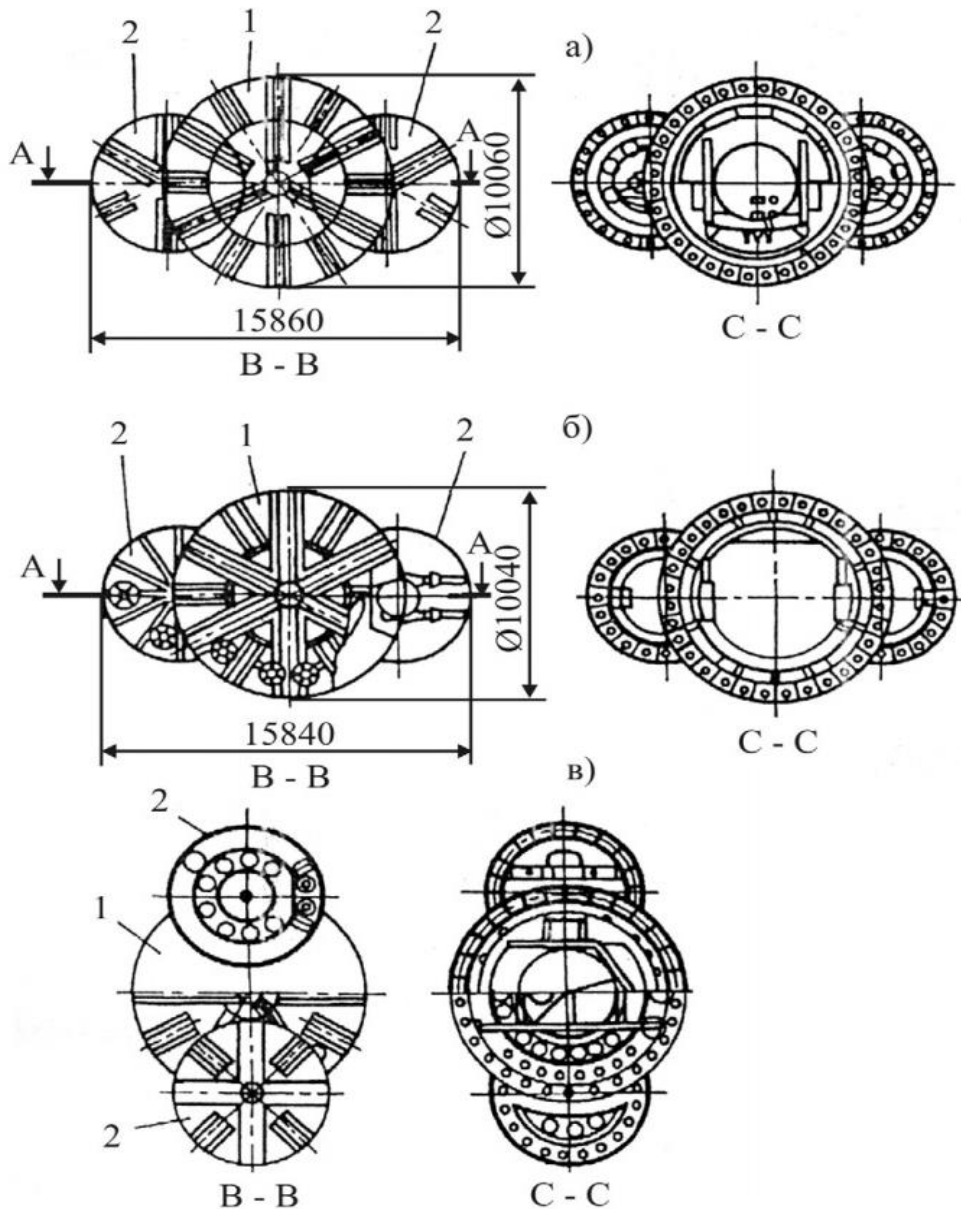 2 1 2 а)
А А
Ø10060
15860
В - В С - С
2 1 2 б)
А А
Ø10040
15840
В - В С - С
в)
2
1
2
В - В С - С